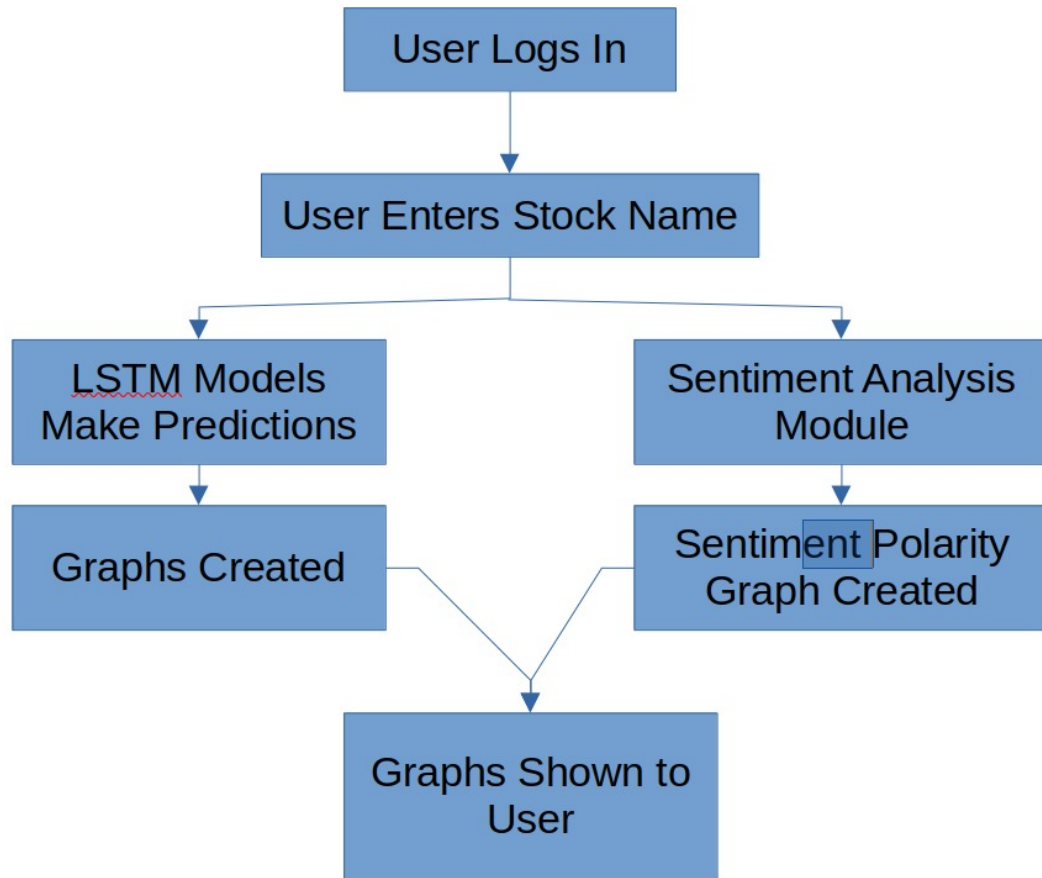 User Logs In
User Enters Stock Name
LSTM Models
Make Predictions
Sentiment Analysis
Module
Graphs Created
Sentiment Polarity
Graph Created
Graphs Shown to
User